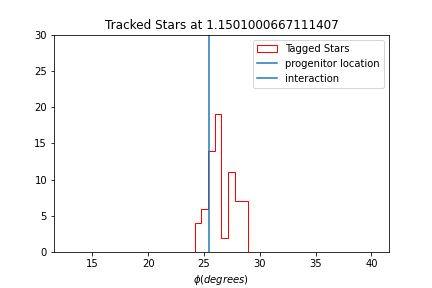 Tracked Stars at 1.1501000667111407
30
25
20
15
10
5
0
Tagged Stars
progenitor location
interaction
15 20 25 30 35 40
ϕ(degrees)